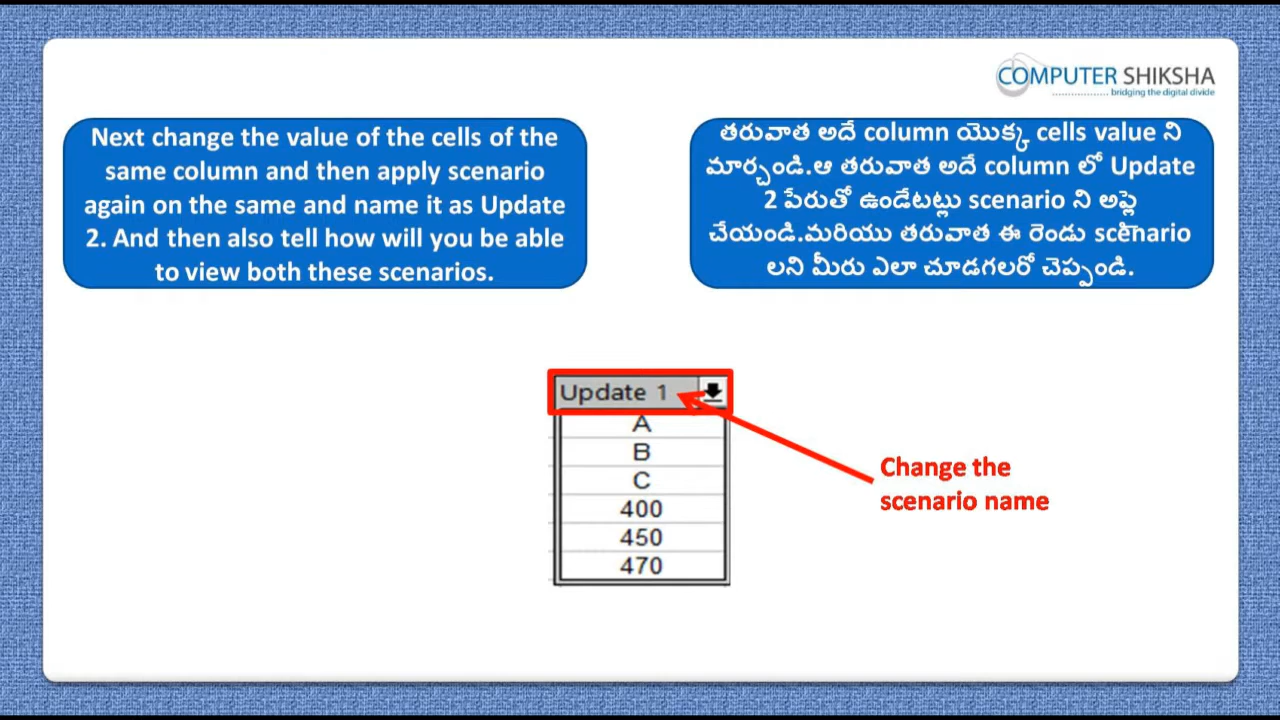 COMPUTER SHIKSHA
bridging the digital divide
Next change the value of the cells of the
same column and then apply scenario
again on the same and name it as Update
2. And then also tell how will you be able
to view both these scenarios.
తరువాత అదే column యొక్క cells value ని
మార్చండి.ఆ తరువాత అదే column లో Update
2 పేరుతో ఉండేటట్లు scenario ని అప్లై
చేయండి.మరియు తరువాత ఈ రెండు scenario
లని మీరు ఎలా చూడగలరో చెప్పండి.
Update 1
A
B
C
400
450
470
Change the
scenario name